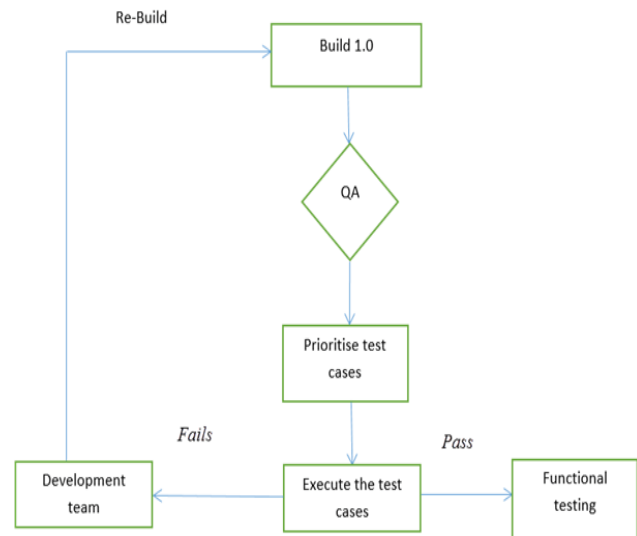 Re-Build
Build 1.0
QA
Prioritise test
cases
Fails
Pass
Development
team
Execute the test
cases
Functional
testing